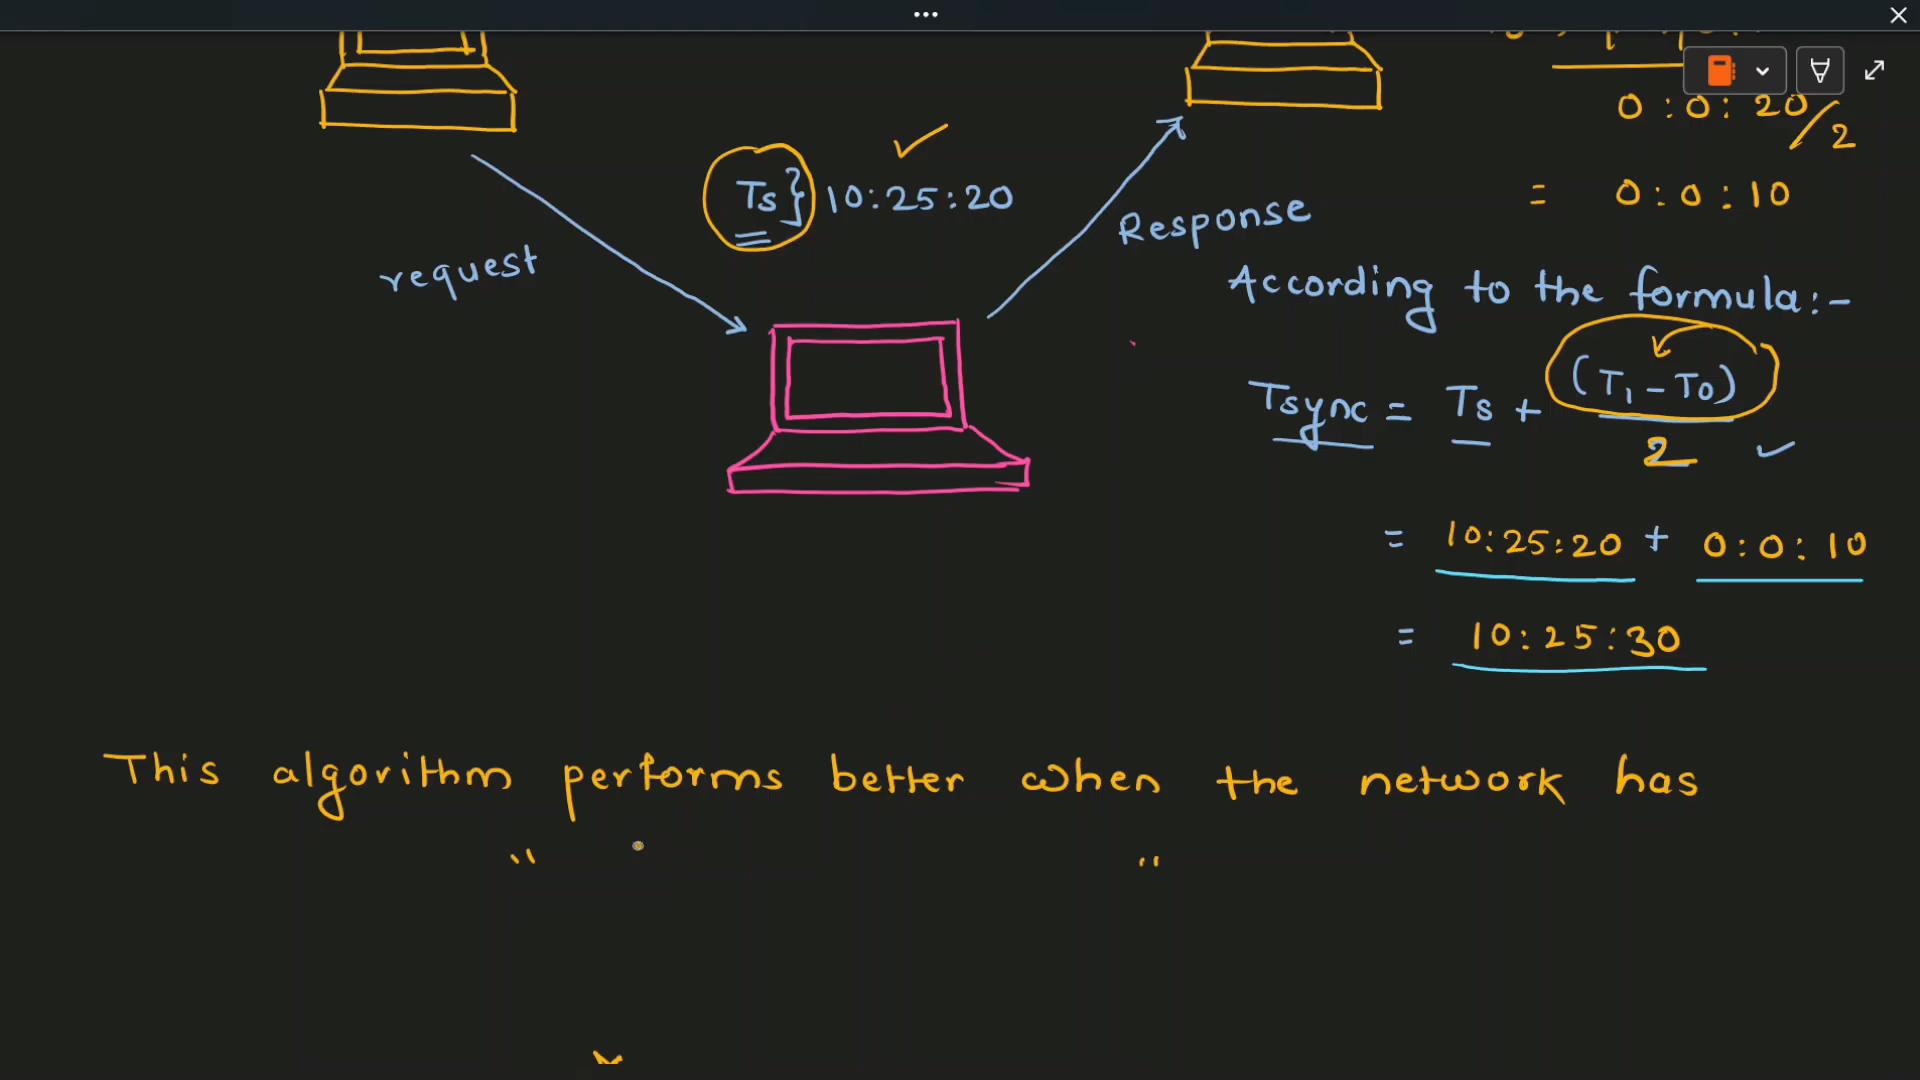 0 : 0 : 20/2
= 0 : 0 : 10
Ts} 10:25:20
request
Response
According to the formula:-
Tsync = Ts + (T1 - T0)
2
= 10:25:20 + 0:0:10
= 10:25:30
This algorithm performs better when the network has
" "